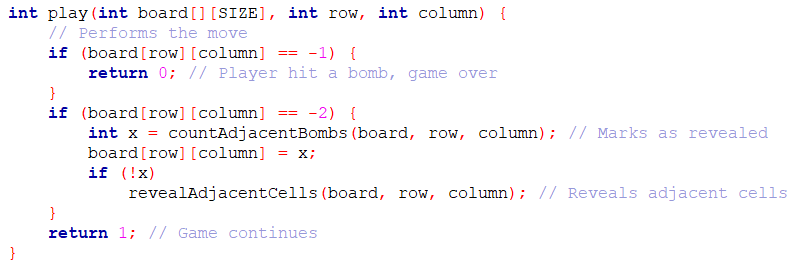 int play(int board[][SIZE], int row, int column) {
    // Performs the move
    if (board[row][column] == -1) {
        return 0; // Player hit a bomb, game over
    }
    if (board[row][column] == -2) {
        int x = countAdjacentBombs(board, row, column); // Marks as revealed
        board[row][column] = x;
        if (!x)
            revealAdjacentCells(board, row, column); // Reveals adjacent cells
    }
    return 1; // Game continues
}